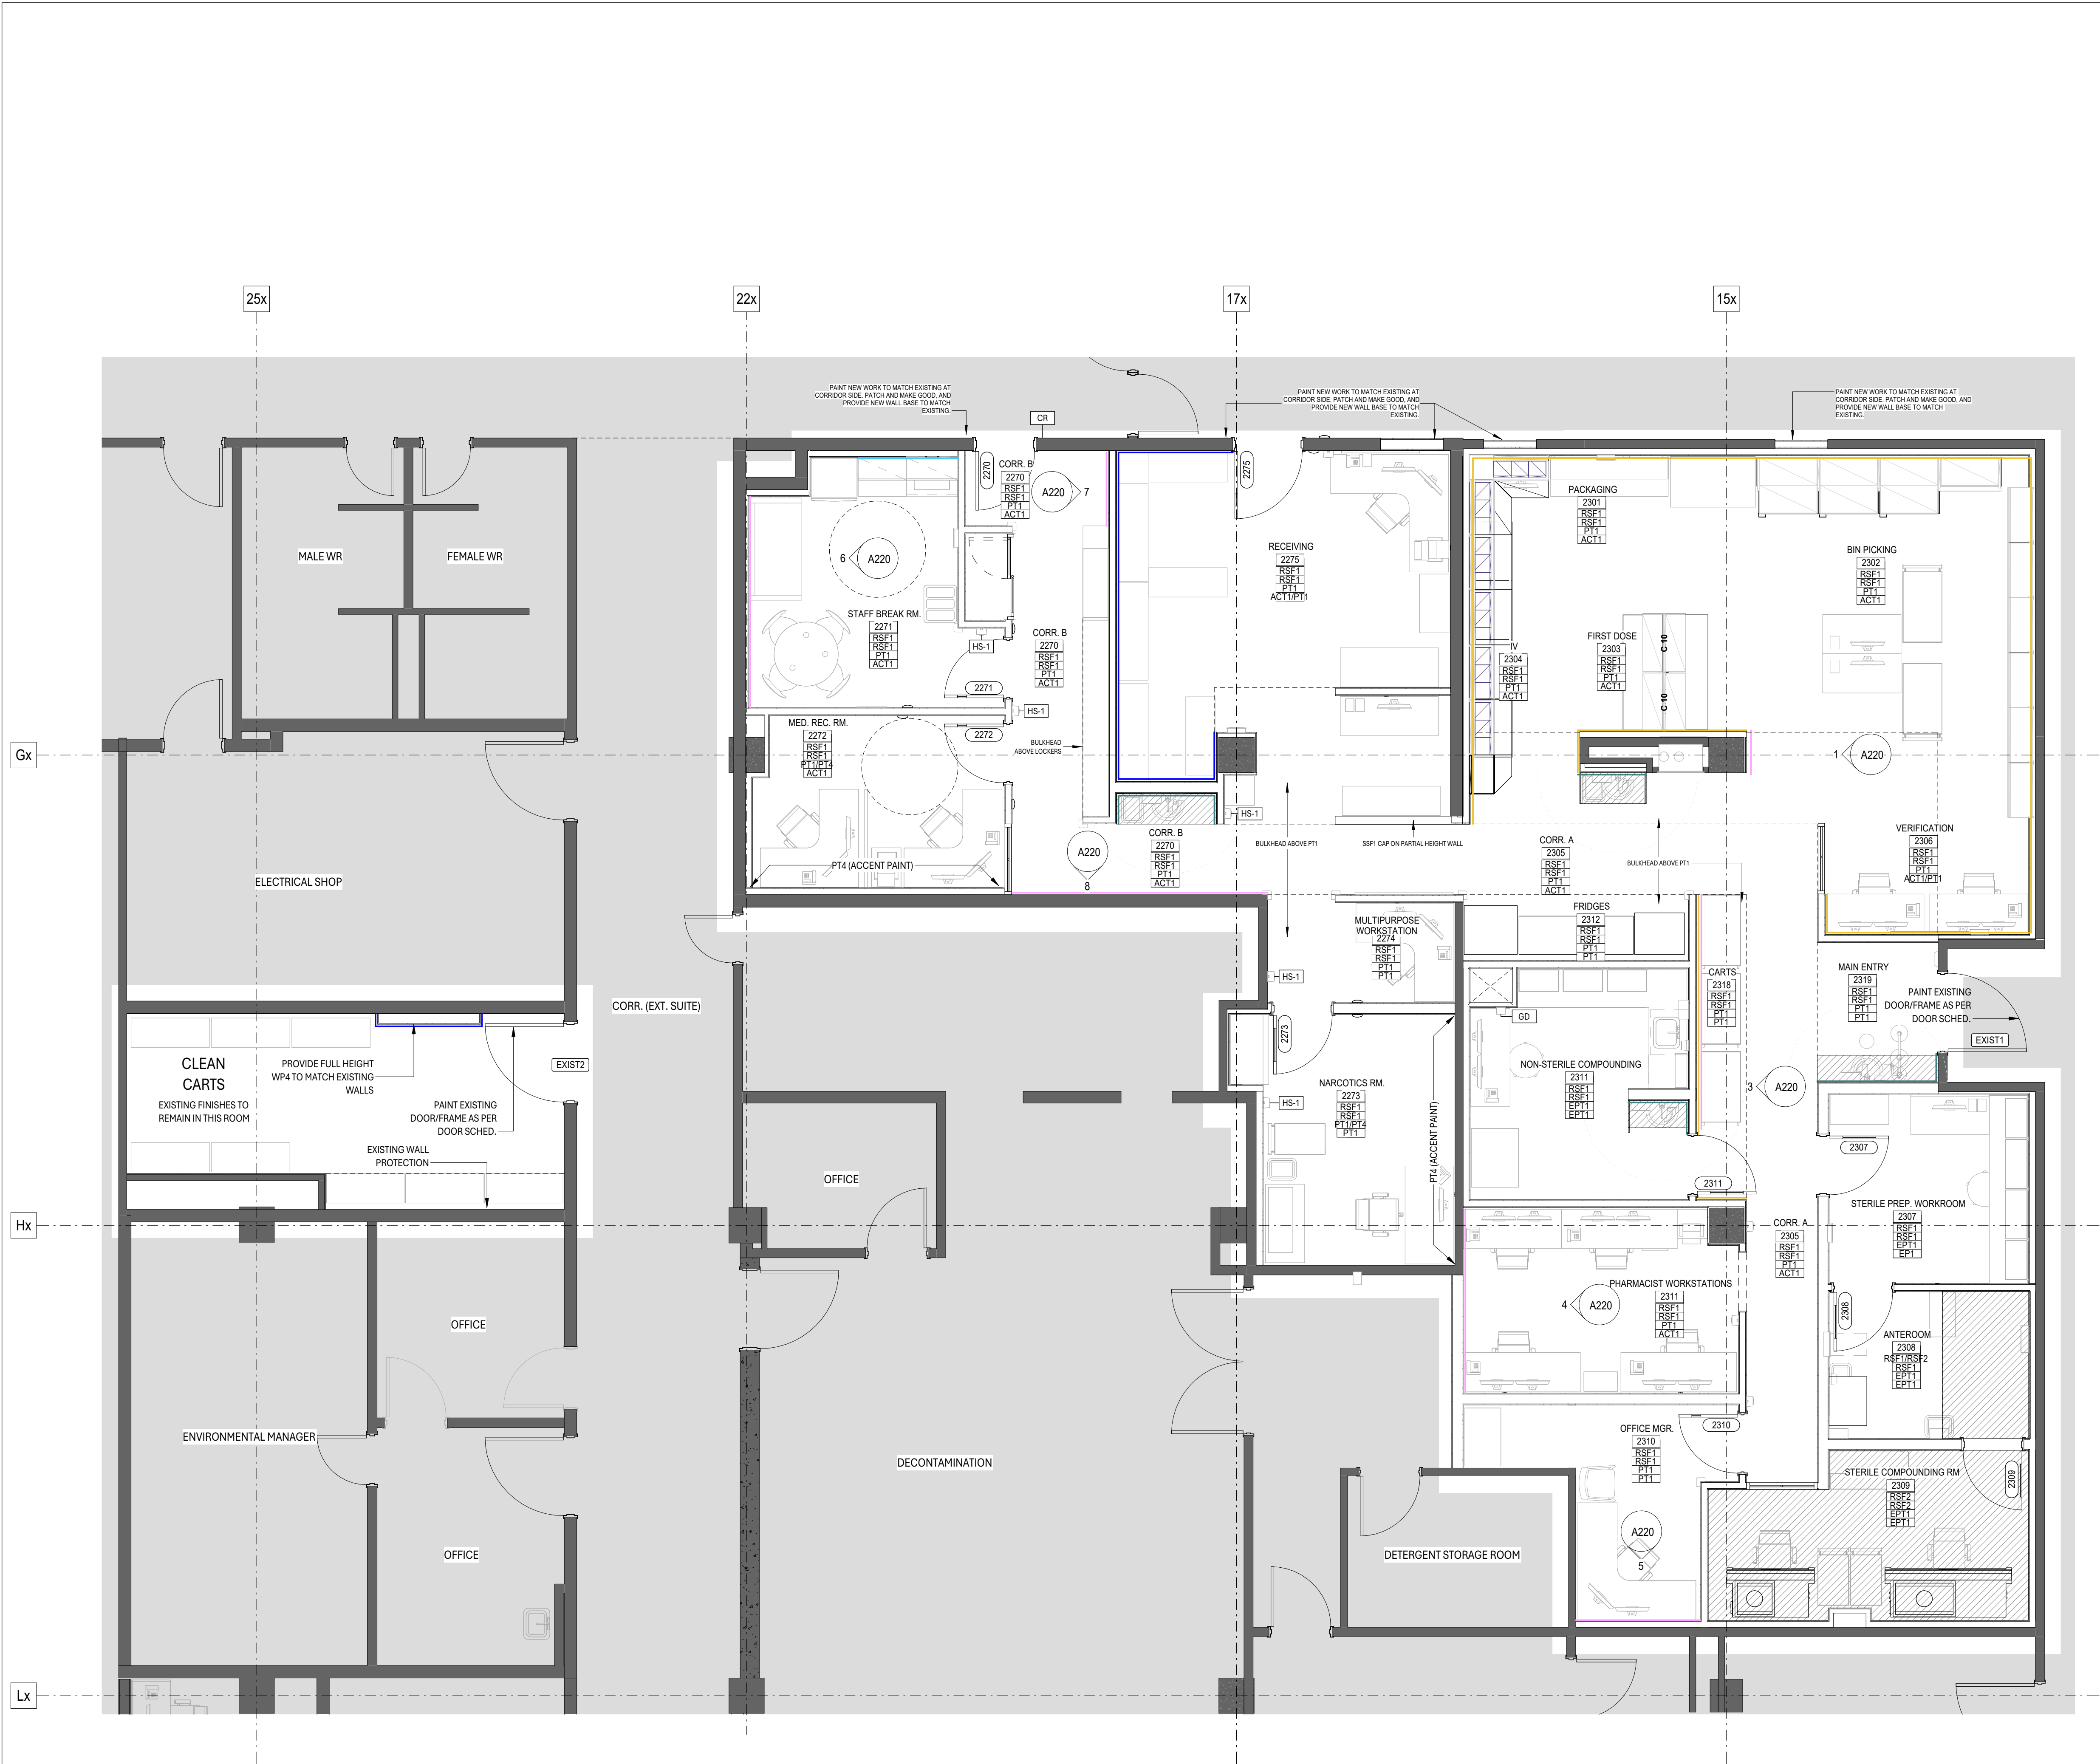 25x
22x
17x
15x
PAINT NEW WORK TO MATCH EXISTING AT
CORRIDOR SIDE. PATCH AND MAKE GOOD, AND
PROVIDE NEW WALL BASE TO MATCH
EXISTING.
CR
PAINT NEW WORK TO MATCH EXISTING AT
CORRIDOR SIDE. PATCH AND MAKE GOOD, AND
PROVIDE NEW WALL BASE TO MATCH
EXISTING.
PAINT NEW WORK TO MATCH EXISTING AT
CORRIDOR SIDE. PATCH AND MAKE GOOD, AND
PROVIDE NEW WALL BASE TO MATCH
EXISTING.
MALE WR
FEMALE WR
2270
CORR. B
2270
RSF1
RSF1
PT1
ACT1
A220
7
2275
PACKAGING
2301
RSF1
RSF1
PT1
ACT1
6
A220
RECEIVING
2275
RSF1
RSF1
PT1
ACT1/PT1
BIN PICKING
2302
RSF1
RSF1
PT1
ACT1
STAFF BREAK RM.
2271
RSF1
RSF1
PT1
ACT1
HS-1
CORR. B
2270
RSF1
RSF1
PT1
ACT1
2271
HS-1
IV
2304
RSF1
RSF1
PT1
ACT1
FIRST DOSE
2303
RSF1
RSF1
PT1
ACT1
C 10
C 10
MED. REC. RM.
2272
RSF1
RSF1
PT1/PT4
ACT1
2272
BULKHEAD
ABOVE LOCKERS
Gx
1
A220
HS-1
ELECTRICAL SHOP
PT4 (ACCENT PAINT)
A220
8
CORR. B
2270
RSF1
RSF1
PT1
ACT1
BULKHEAD ABOVE PT1
SSF1 CAP ON PARTIAL HEIGHT WALL
CORR. A
2305
RSF1
RSF1
PT1
ACT1
BULKHEAD ABOVE PT1
VERIFICATION
2306
RSF1
RSF1
PT1
ACT1/PT1
MULTIPURPOSE
WORKSTATION
2274
RSF1
RSF1
PT1
PT1
FRIDGES
2312
RSF1
RSF1
PT1
PT1
HS-1
CARTS
2318
RSF1
RSF1
PT1
PT1
MAIN ENTRY
2319
RSF1
RSF1
PT1
PT1
PAINT EXISTING
DOOR/FRAME AS PER
DOOR SCHED.
EXIST1
CORR. (EXT. SUITE)
GD
2273
CLEAN
CARTS
EXISTING FINISHES TO
REMAIN IN THIS ROOM
PROVIDE FULL HEIGHT
WP4 TO MATCH EXISTING
WALLS
PAINT EXISTING
DOOR/FRAME AS PER
DOOR SCHED.
EXIST2
EXISTING WALL
PROTECTION
NON-STERILE COMPOUNDING
2311
RSF1
RSF1
EPT1
EPT1
NARCOTICS RM.
2273
RSF1
RSF1
PT1/PT4
PT1
HS-1
PT4 (ACCENT PAINT)
3
A220
2307
2311
OFFICE
Hx
STERILE PREP. WORKROOM
2307
RSF1
RSF1
EPT1
EP1
CORR. A
2305
RSF1
RSF1
PT1
ACT1
PHARMACIST WORKSTATIONS
2311
RSF1
RSF1
PT1
ACT1
4
A220
2308
ANTEROOM
2308
RSF1/RSF2
RSF1
EPT1
EPT1
OFFICE
ENVIRONMENTAL MANAGER
DECONTAMINATION
OFFICE MGR.
2310
RSF1
RSF1
PT1
PT1
2310
STERILE COMPOUNDING RM
2309
RSF2
RSF2
EPT1
EPT1
2309
OFFICE
A220
5
DETERGENT STORAGE ROOM
Lx